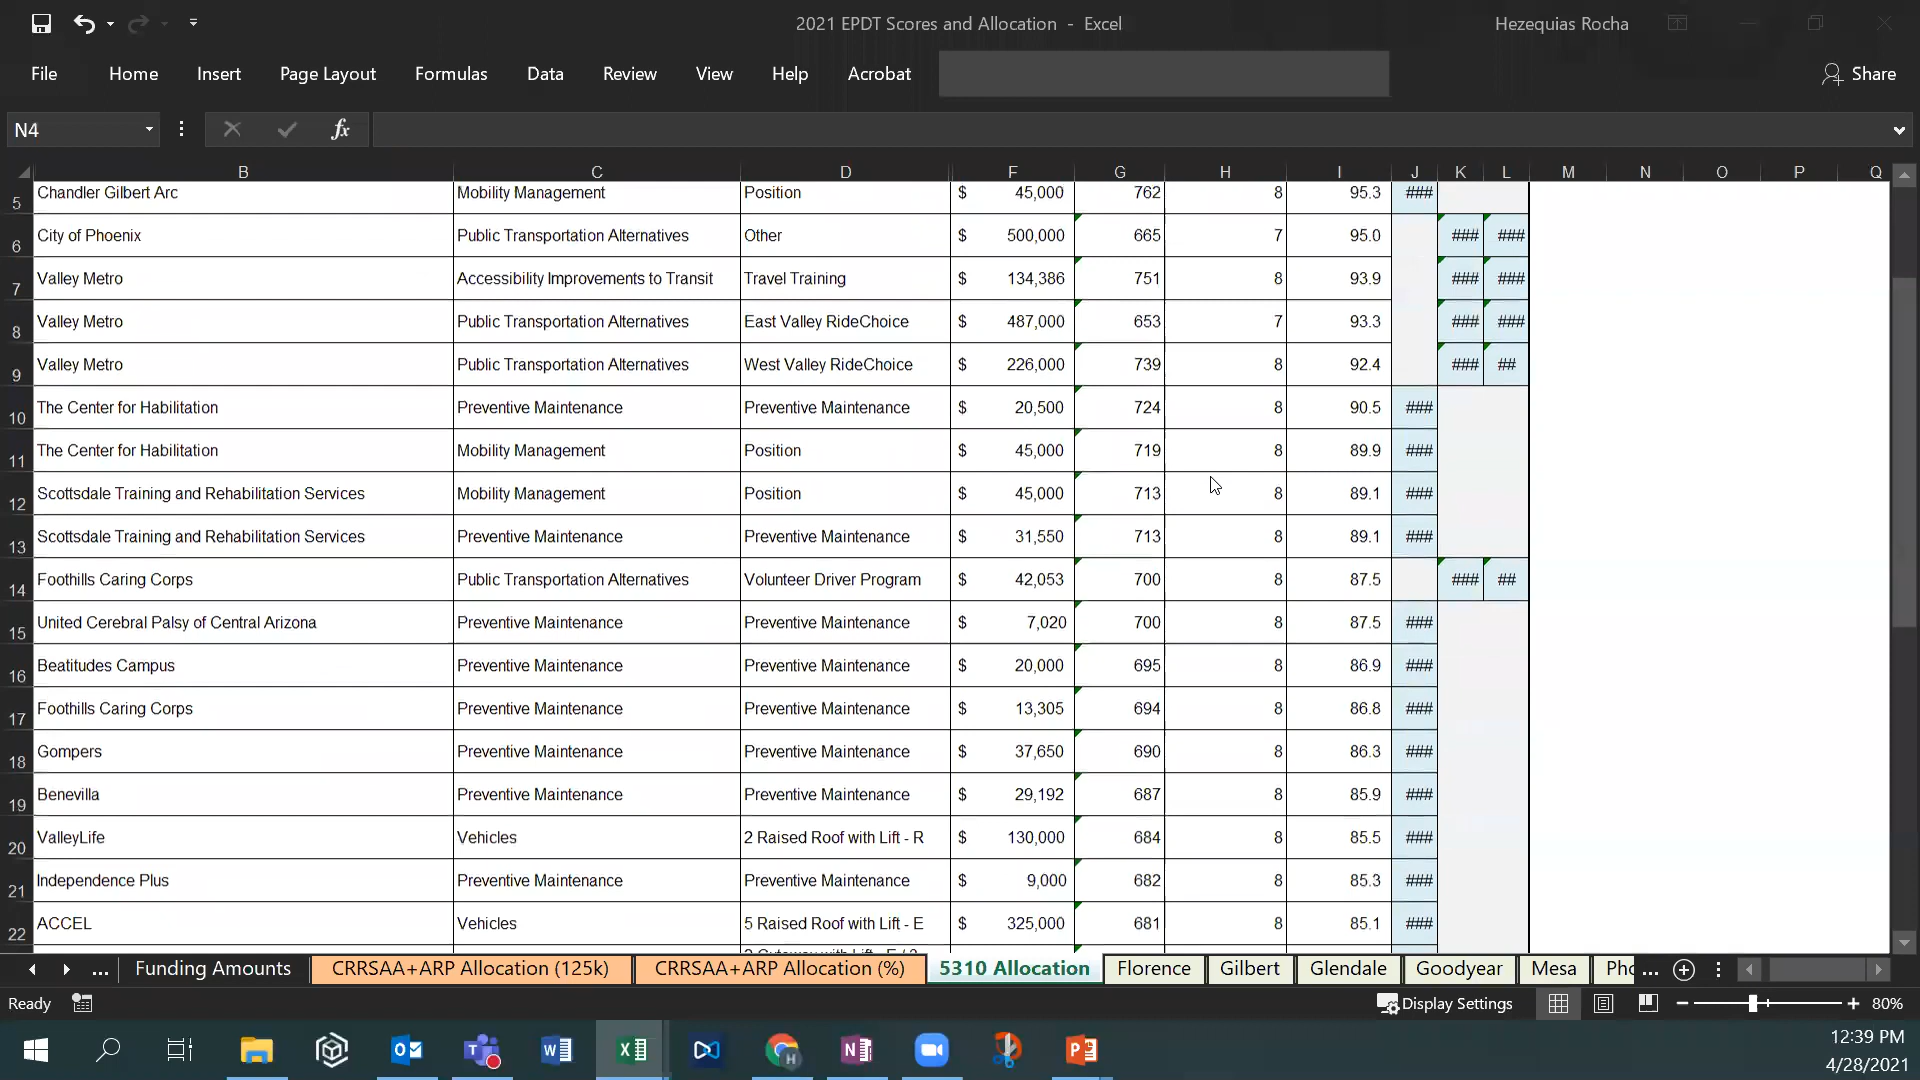 2021 EPDT Scores and Allocation - Excel
Hezequias Rocha
File Home Insert Page Layout Formulas Data Review View Help Acrobat Share
N4 fx
B C D F G H I J K L M N O P Q
5 Chandler Gilbert Arc Mobility Management Position $ 45,000 762 8 95.3 ###
6 City of Phoenix Public Transportation Alternatives Other $ 500,000 665 7 95.0 ### ###
7 Valley Metro Accessibility Improvements to Transit Travel Training $ 134,386 751 8 93.9 ### ###
8 Valley Metro Public Transportation Alternatives East Valley RideChoice $ 487,000 653 7 93.3 ### ###
9 Valley Metro Public Transportation Alternatives West Valley RideChoice $ 226,000 739 8 92.4 ### ##
10 The Center for Habilitation Preventive Maintenance Preventive Maintenance $ 20,500 724 8 90.5 ###
11 The Center for Habilitation Mobility Management Position $ 45,000 719 8 89.9 ###
12 Scottsdale Training and Rehabilitation Services Mobility Management Position $ 45,000 713 8 89.1 ###
13 Scottsdale Training and Rehabilitation Services Preventive Maintenance Preventive Maintenance $ 31,550 713 8 89.1 ###
14 Foothills Caring Corps Public Transportation Alternatives Volunteer Driver Program $ 42,053 700 8 87.5 ### ##
15 United Cerebral Palsy of Central Arizona Preventive Maintenance Preventive Maintenance $ 7,020 700 8 87.5 ###
16 Beatitudes Campus Preventive Maintenance Preventive Maintenance $ 20,000 695 8 86.9 ###
17 Foothills Caring Corps Preventive Maintenance Preventive Maintenance $ 13,305 694 8 86.8 ###
18 Gompers Preventive Maintenance Preventive Maintenance $ 37,650 690 8 86.3 ###
19 Benevilla Preventive Maintenance Preventive Maintenance $ 29,192 687 8 85.9 ###
20 ValleyLife Vehicles 2 Raised Roof with Lift - R $ 130,000 684 8 85.5 ###
21 Independence Plus Preventive Maintenance Preventive Maintenance $ 9,000 682 8 85.3 ###
22 ACCEL Vehicles 5 Raised Roof with Lift - E $ 325,000 681 8 85.1 ###
... Funding Amounts CRRSAA+ARP Allocation (125k) CRRSAA+ARP Allocation (%) 5310 Allocation Florence Gilbert Glendale Goodyear Mesa Pho ...
Ready Display Settings 80%
12:39 PM
4/28/2021